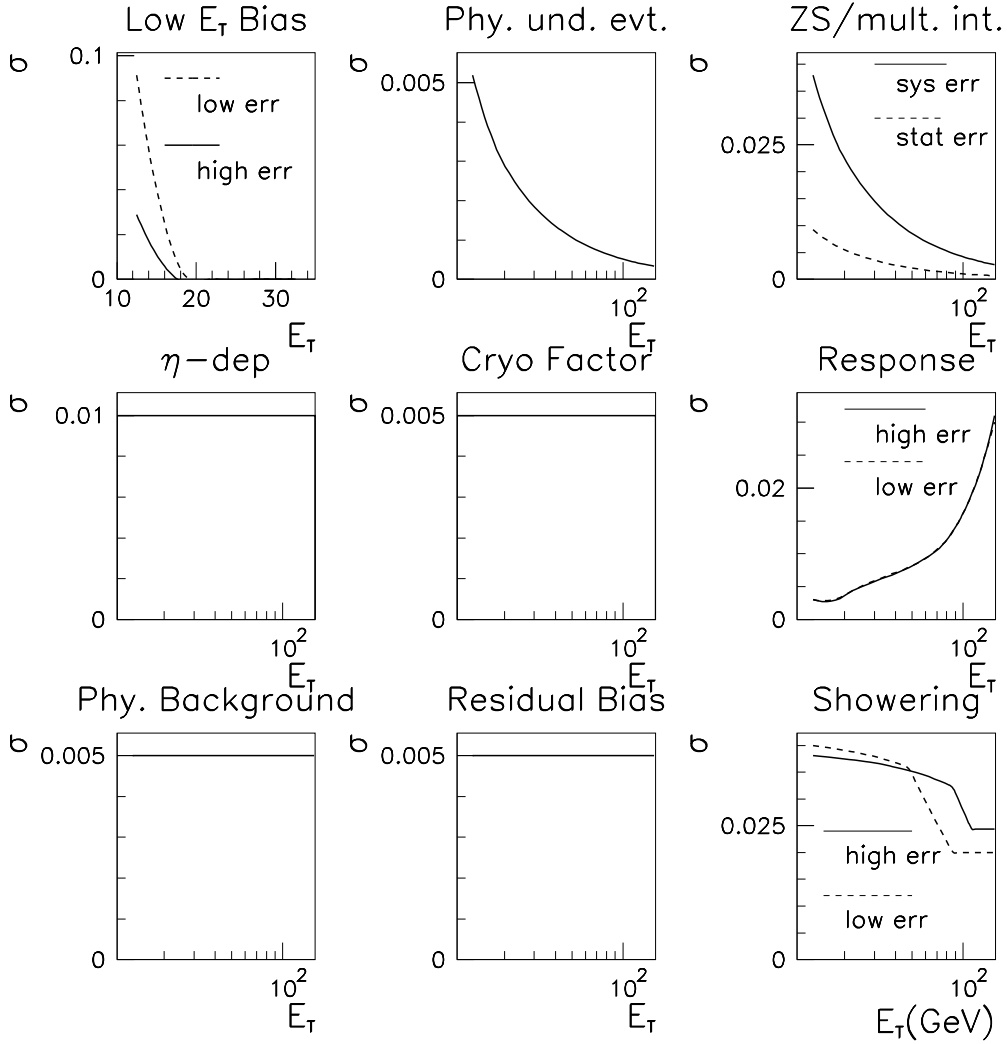 Low E_T Bias
σ
0.1
low err
high err
0
10
20
30
E_T
Phy. und. evt.
σ
0.005
0
10^2
E_T
ZS/mult. int.
σ
sys err
stat err
0.025
0
10^2
E_T
η−dep
σ
0.01
0
10^2
E_T
Cryo Factor
σ
0.005
0
10^2
E_T
Response
σ
high err
low err
0.02
0
10^2
E_T
Phy. Background
σ
0.005
0
10^2
E_T
Residual Bias
σ
0.005
0
10^2
E_T
Showering
σ
0.025
high err
low err
0
10^2
E_T(GeV)